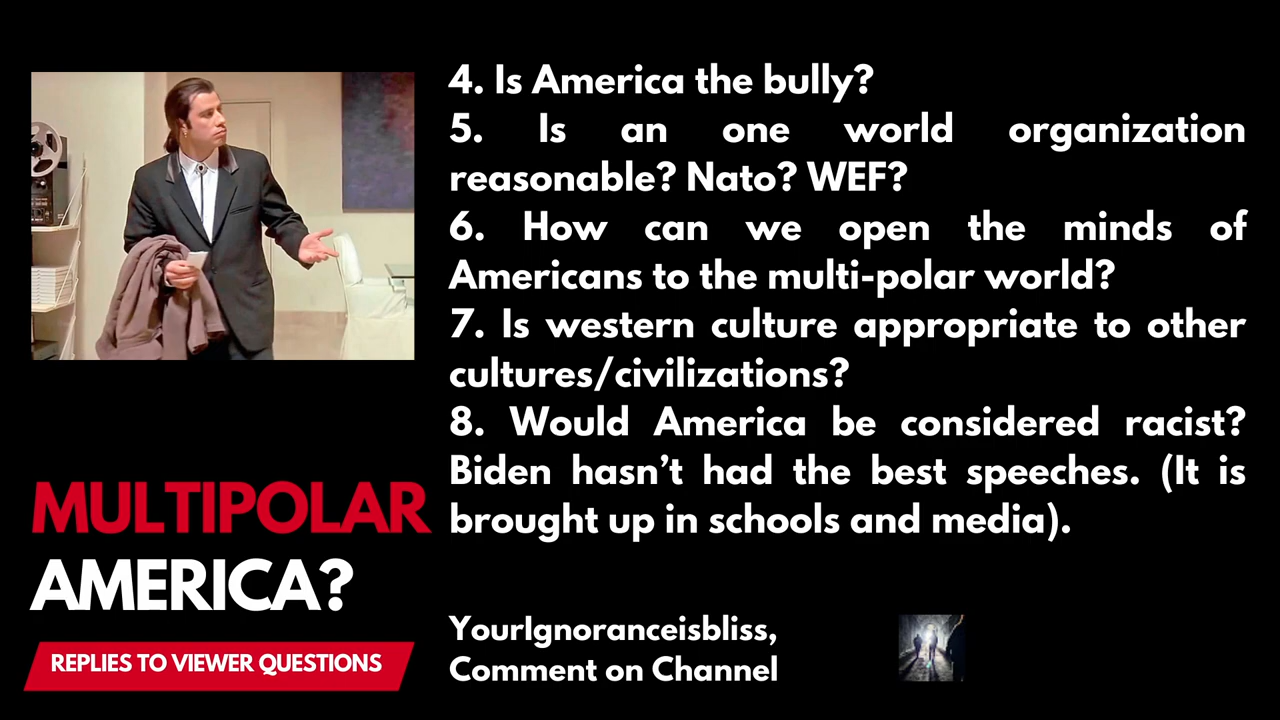 4. Is America the bully?
5. Is an one world organization
reasonable? Nato? WEF?
6. How can we open the minds of
Americans to the multi-polar world?
7. Is western culture appropriate to other
cultures/civilizations?
8. Would America be considered racist?
Biden hasn't had the best speeches. (It is
brought up in schools and media).
MULTIPOLAR
AMERICA?
REPLIES TO VIEWER QUESTIONS
YourIgnoranceisbliss,
Comment on Channel